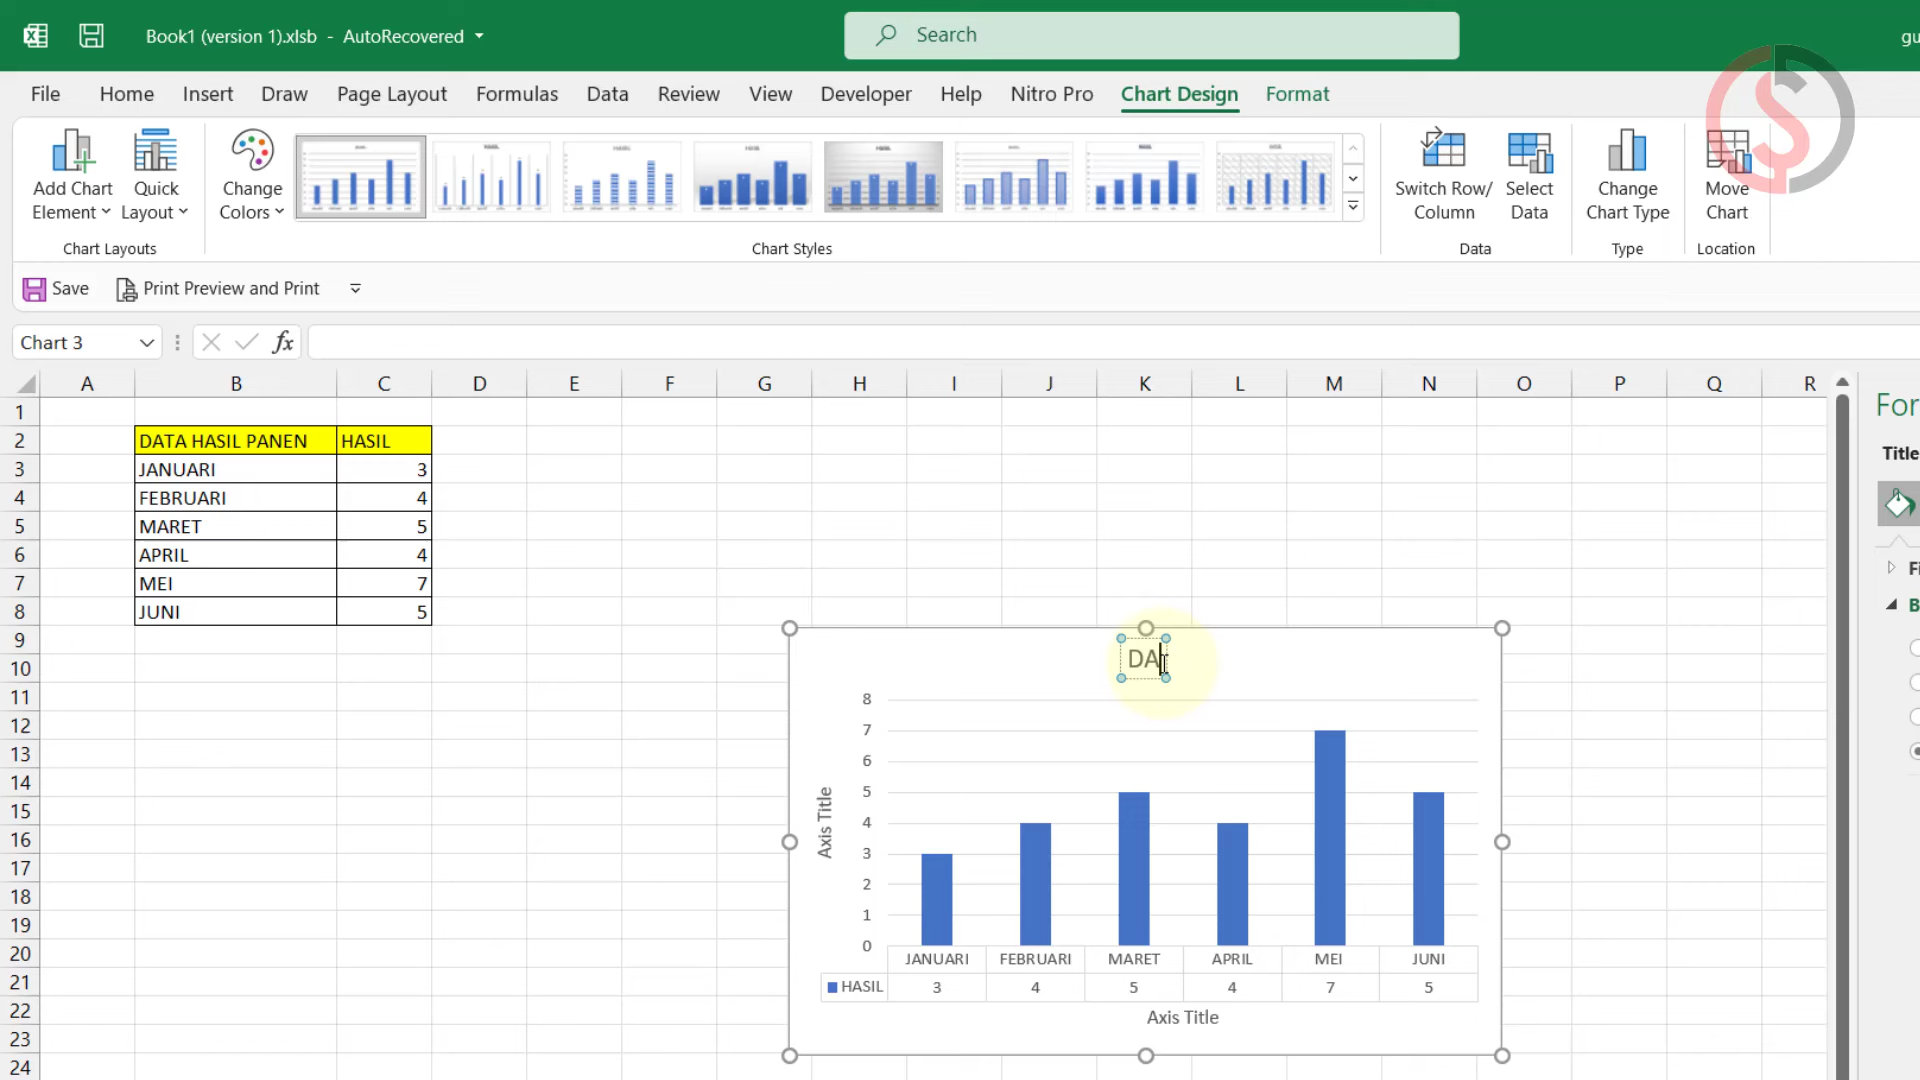 Book1 (version 1).xlsb - AutoRecovered
Search
gu
File Home Insert Draw Page Layout Formulas Data Review View Developer Help Nitro Pro Chart Design Format
Add Chart Element
Quick Layout
Change Colors
Switch Row/ Column
Select Data
Change Chart Type
Move Chart
Chart Layouts
Chart Styles
Data
Type
Location
Save Print Preview and Print
Chart 3
fx
A B C D E F G H I J K L M N O P Q R
For
Title
Fi
B
1
2 DATA HASIL PANEN HASIL
3 JANUARI 3
4 FEBRUARI 4
5 MARET 5
6 APRIL 4
7 MEI 7
8 JUNI 5
9
10
11
12
13
14
15
16
17
18
19
20
21
22
23
24
DA
8
7
6
5
4
3
2
1
0
Axis Title
JANUARI FEBRUARI MARET APRIL MEI JUNI
HASIL 3 4 5 4 7 5
Axis Title